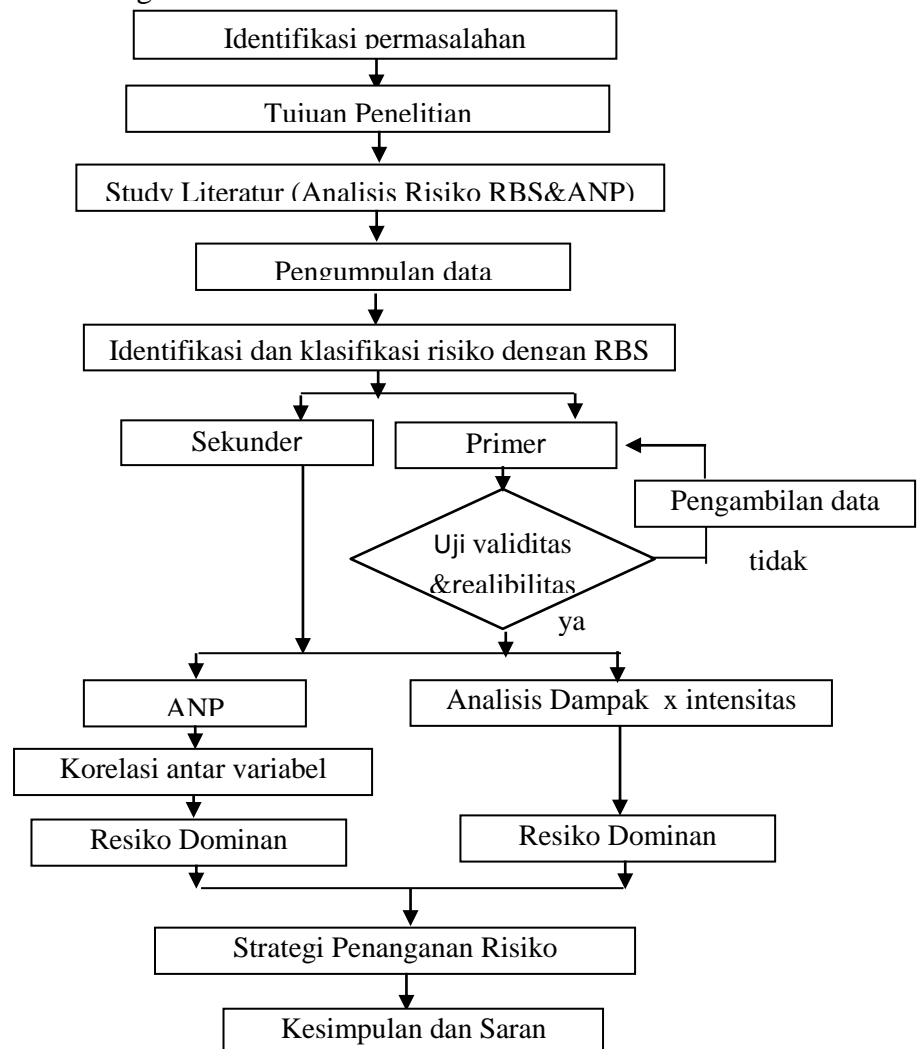 Identifikasi permasalahan
Tujuan Penelitian
Study Literatur (Analisis Risiko RBS&ANP)
Pengumpulan data
Identifikasi dan klasifikasi risiko dengan RBS
Sekunder
Primer
Pengambilan data
Uji validitas
&realibilitas
tidak
ya
ANP
Analisis Dampak x intensitas
Korelasi antar variabel
Resiko Dominan
Resiko Dominan
Strategi Penanganan Risiko
Kesimpulan dan Saran